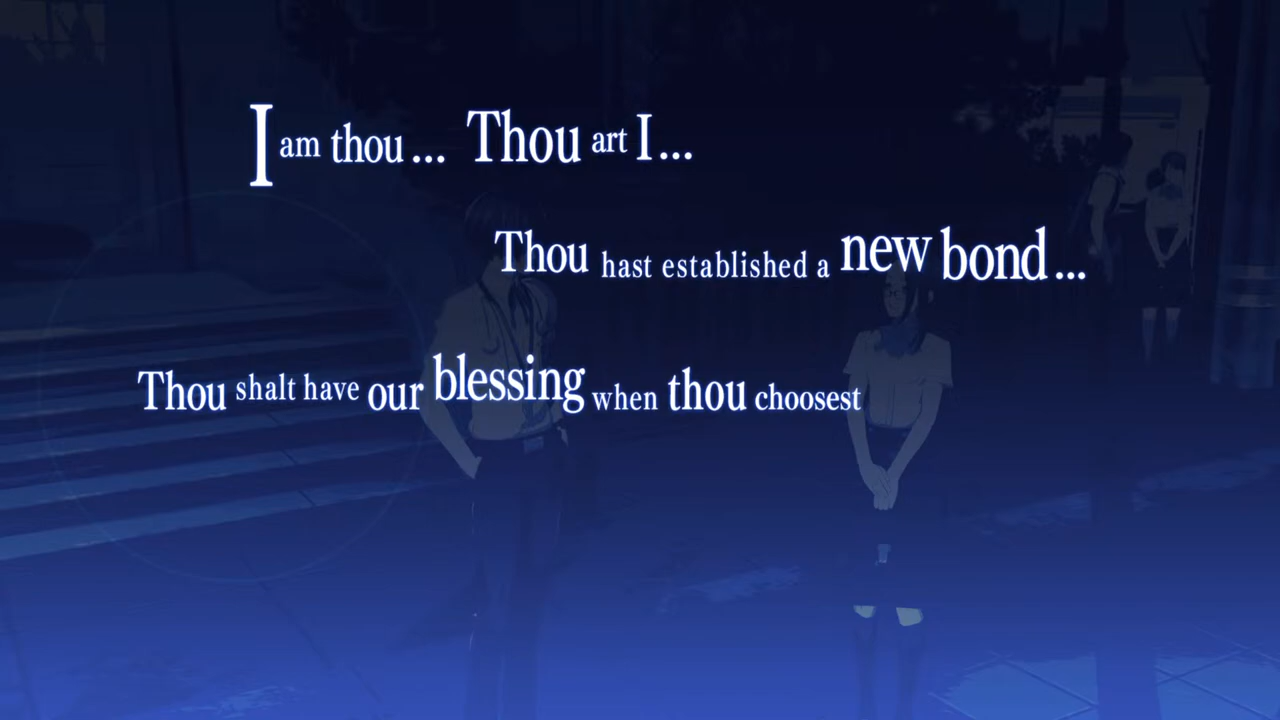 I am thou... Thou art I...
Thou hast established a new bond...
Thou shalt have our blessing when thou choosest